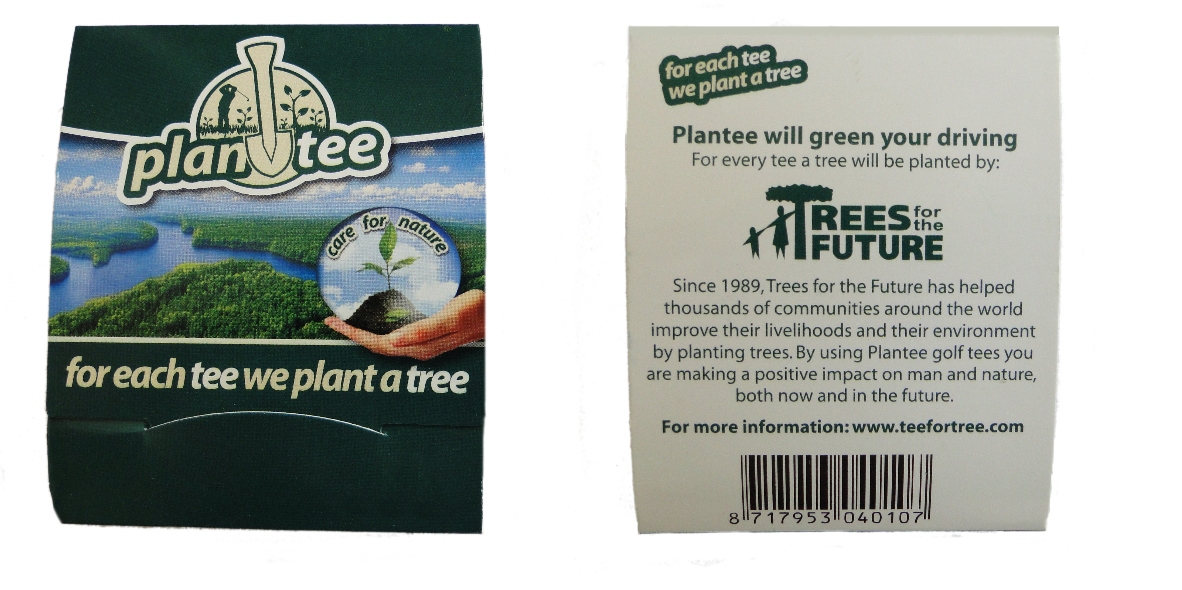 plantee
care for nature
for each tee we plant a tree
for each tee
we plant a tree
Plantee will green your driving
For every tee a tree will be planted by:
TREES for the
FUTURE
Since 1989, Trees for the Future has helped
thousands of communities around the world
improve their livelihoods and their environment
by planting trees. By using Plantee golf tees you
are making a positive impact on man and nature,
both now and in the future.
For more information: www.teefortree.com
8 717953 040107